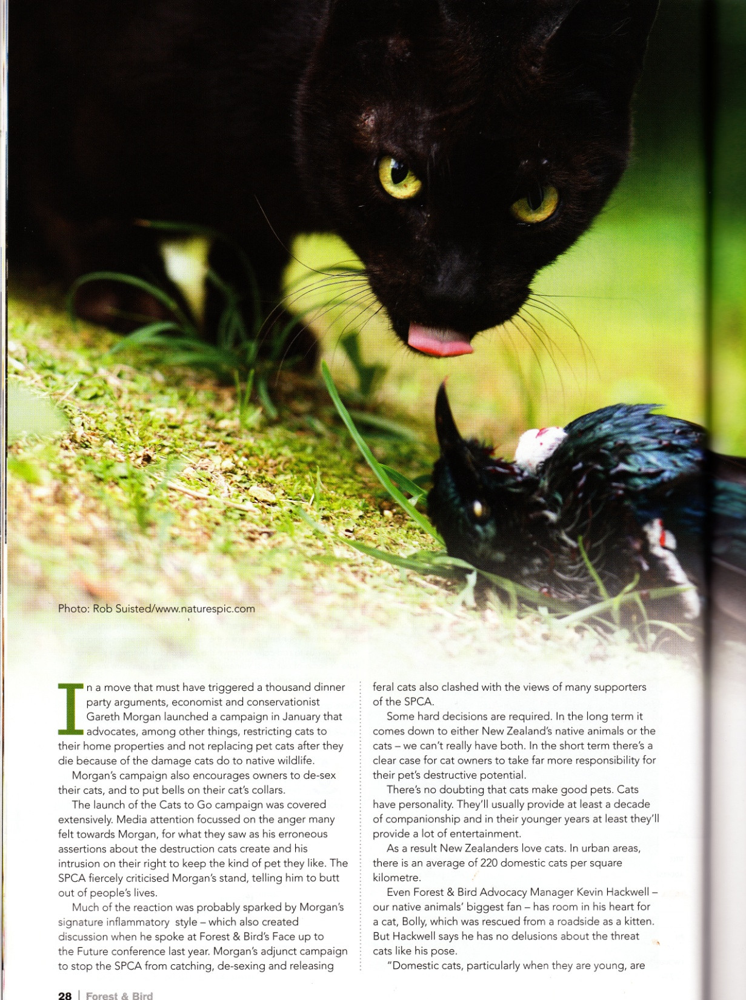 Photo: Rob Suisted/www.naturespic.com
In a move that must have triggered a thousand dinner
party arguments, economist and conservationist
Gareth Morgan launched a campaign in January that
advocates, among other things, restricting cats to
their home properties and not replacing pet cats after they
die because of the damage cats do to native wildlife.
Morgan's campaign also encourages owners to de-sex
their cats, and to put bells on their cat's collars.
The launch of the Cats to Go campaign was covered
extensively. Media attention focussed on the anger many
felt towards Morgan, for what they saw as his erroneous
assertions about the destruction cats create and his
intrusion on their right to keep the kind of pet they like. The
SPCA fiercely criticised Morgan's stand, telling him to butt
out of people's lives.
Much of the reaction was probably sparked by Morgan's
signature inflammatory style – which also created
discussion when he spoke at Forest & Bird's Face up to
the Future conference last year. Morgan's adjunct campaign
to stop the SPCA from catching, de-sexing and releasing
feral cats also clashed with the views of many supporters
of the SPCA.
Some hard decisions are required. In the long term it
comes down to either New Zealand's native animals or the
cats – we can't really have both. In the short term there's a
clear case for cat owners to take far more responsibility for
their pet's destructive potential.
There's no doubting that cats make good pets. Cats
have personality. They'll usually provide at least a decade
of companionship and in their younger years at least they'll
provide a lot of entertainment.
As a result New Zealanders love cats. In urban areas,
there is an average of 220 domestic cats per square
kilometre.
Even Forest & Bird Advocacy Manager Kevin Hackwell –
our native animals' biggest fan – has room in his heart for
a cat, Bolly, which was rescued from a roadside as a kitten.
But Hackwell says he has no delusions about the threat
cats like his pose.
"Domestic cats, particularly when they are young, are
28 | Forest & Bird